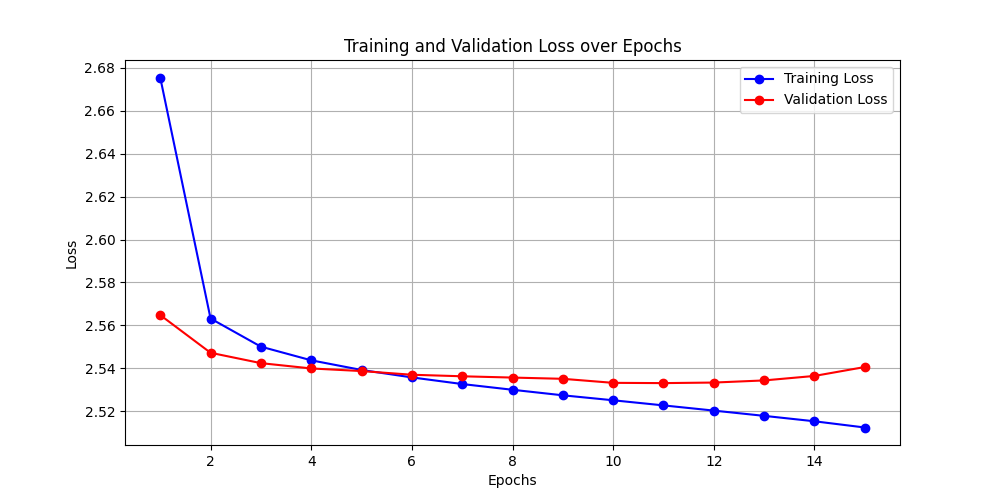 Training and Validation Loss over Epochs
2.68
2.66
2.64
2.62
2.60
2.58
2.56
2.54
2.52
Loss
Training Loss
Validation Loss
2 4 6 8 10 12 14
Epochs